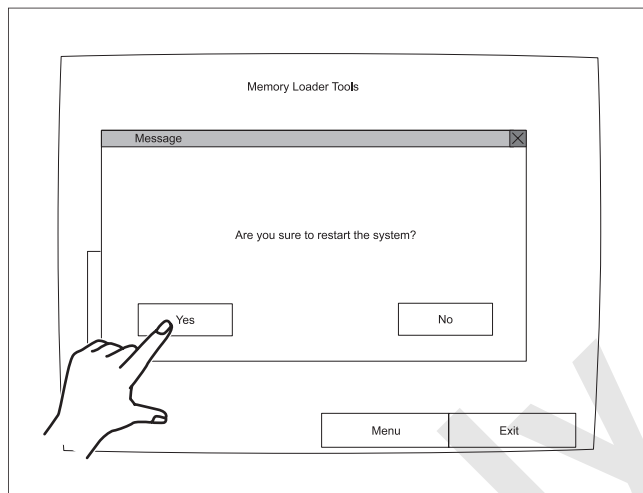 Memory Loader Tools
Message
Are you sure to restart the system?
Yes
No
Menu
Exit